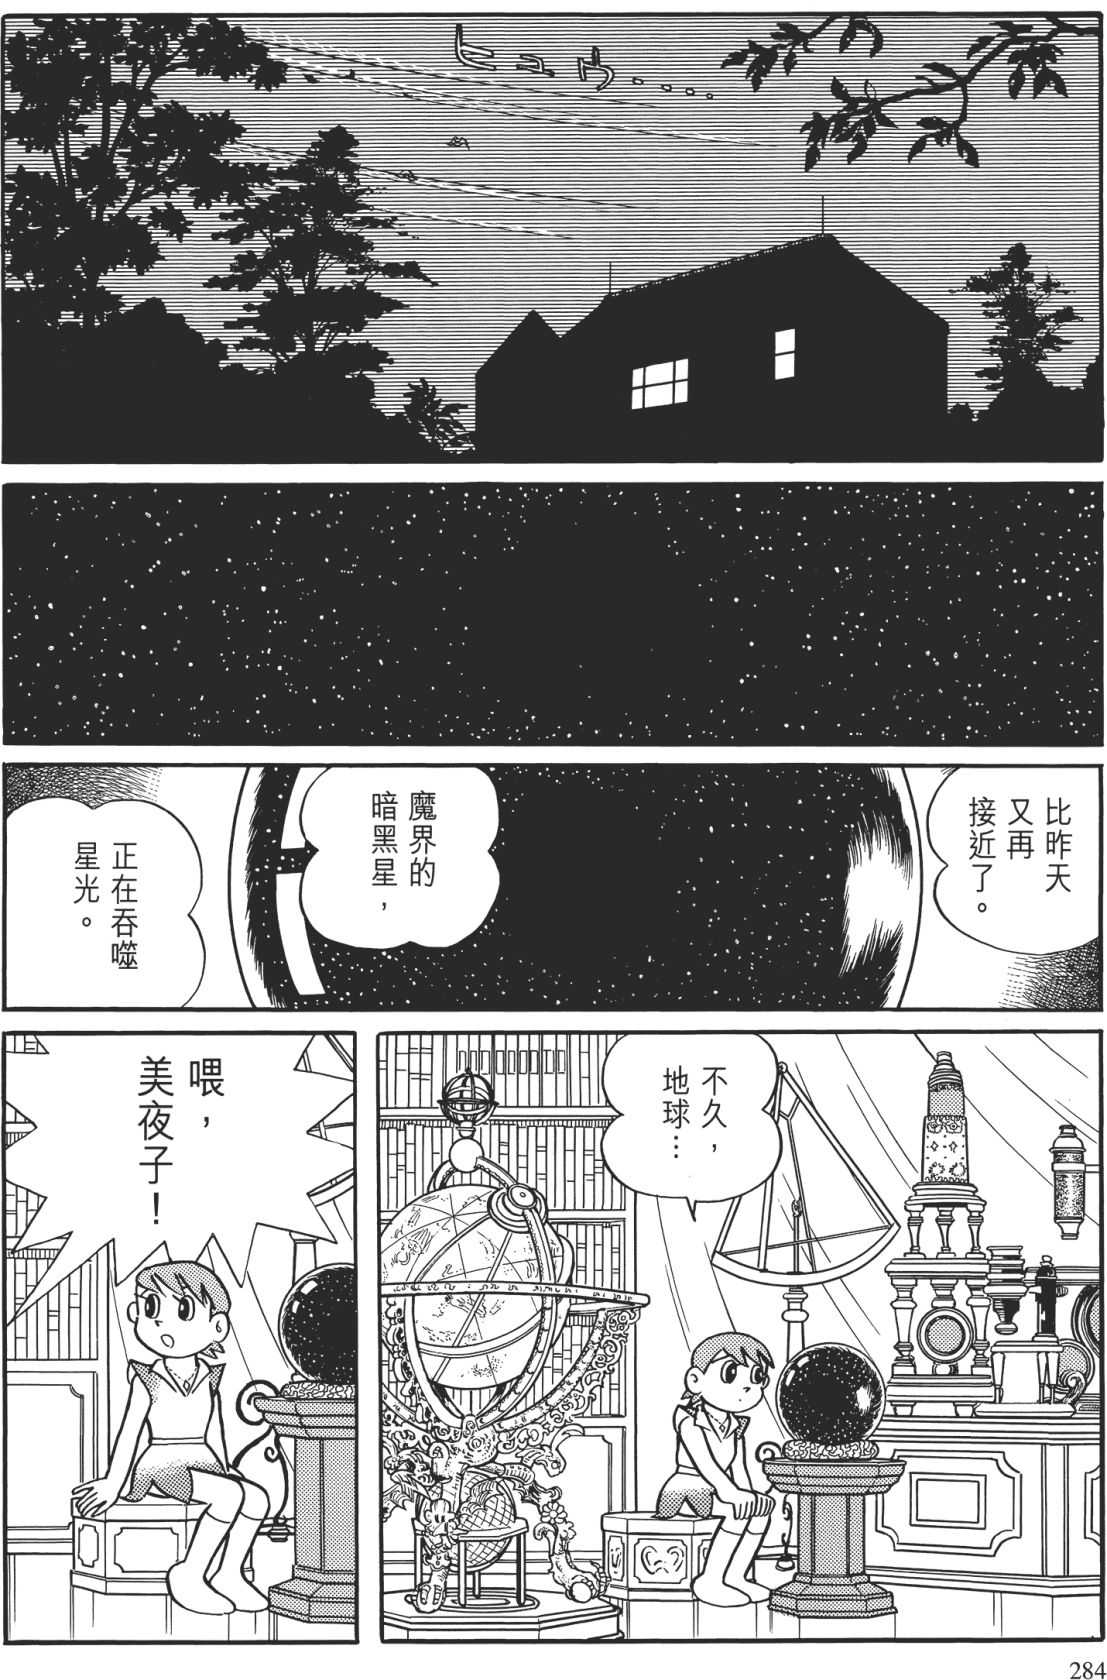 ヒュウ....
比昨天
又再
接近了。
魔界的
暗黑星，
正在吞噬
星光。
不久，
地球…
喂，
美夜子！
284